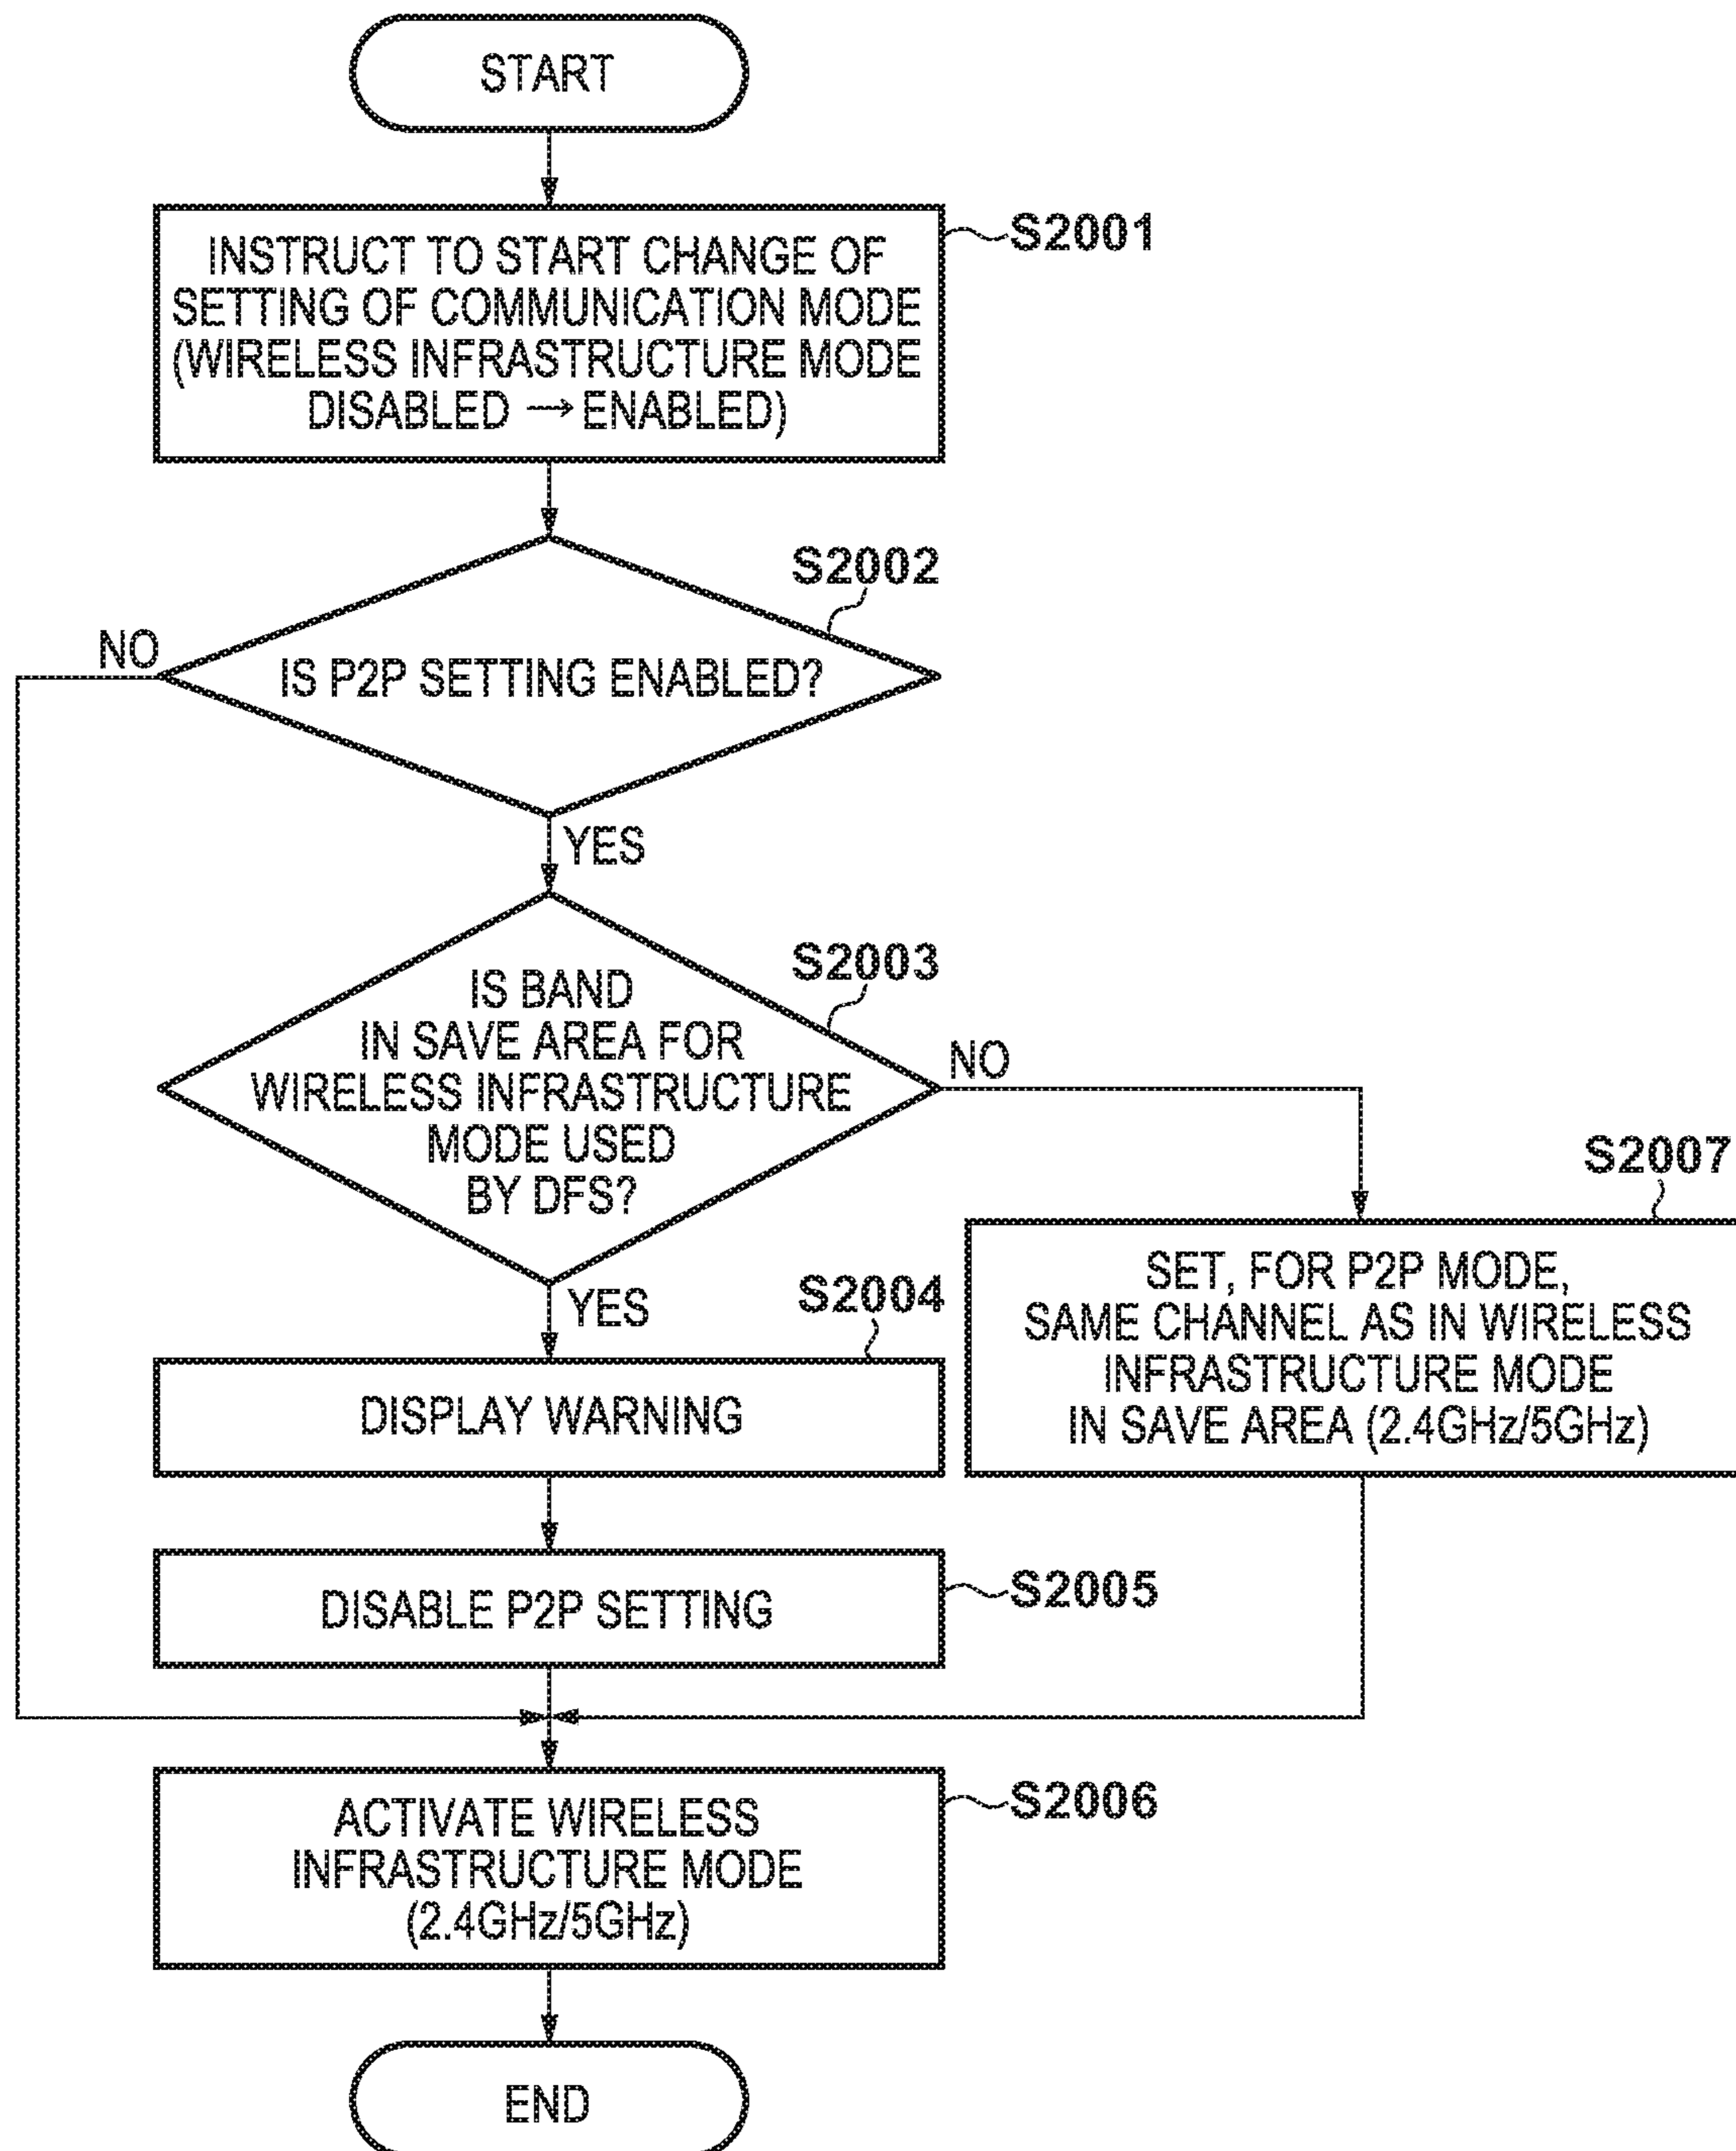 START
INSTRUCT TO START CHANGE OF
SETTING OF COMMUNICATION MODE
(WIRELESS INFRASTRUCTURE MODE
DISABLED → ENABLED)
S2001
S2002
NO
IS P2P SETTING ENABLED?
YES
S2003
IS BAND
IN SAVE AREA FOR
WIRELESS INFRASTRUCTURE
MODE USED
BY DFS?
NO
YES
S2007
SET, FOR P2P MODE,
SAME CHANNEL AS IN WIRELESS
INFRASTRUCTURE MODE
IN SAVE AREA (2.4GHz/5GHz)
S2004
DISPLAY WARNING
DISABLE P2P SETTING
S2005
ACTIVATE WIRELESS
INFRASTRUCTURE MODE
(2.4GHz/5GHz)
S2006
END